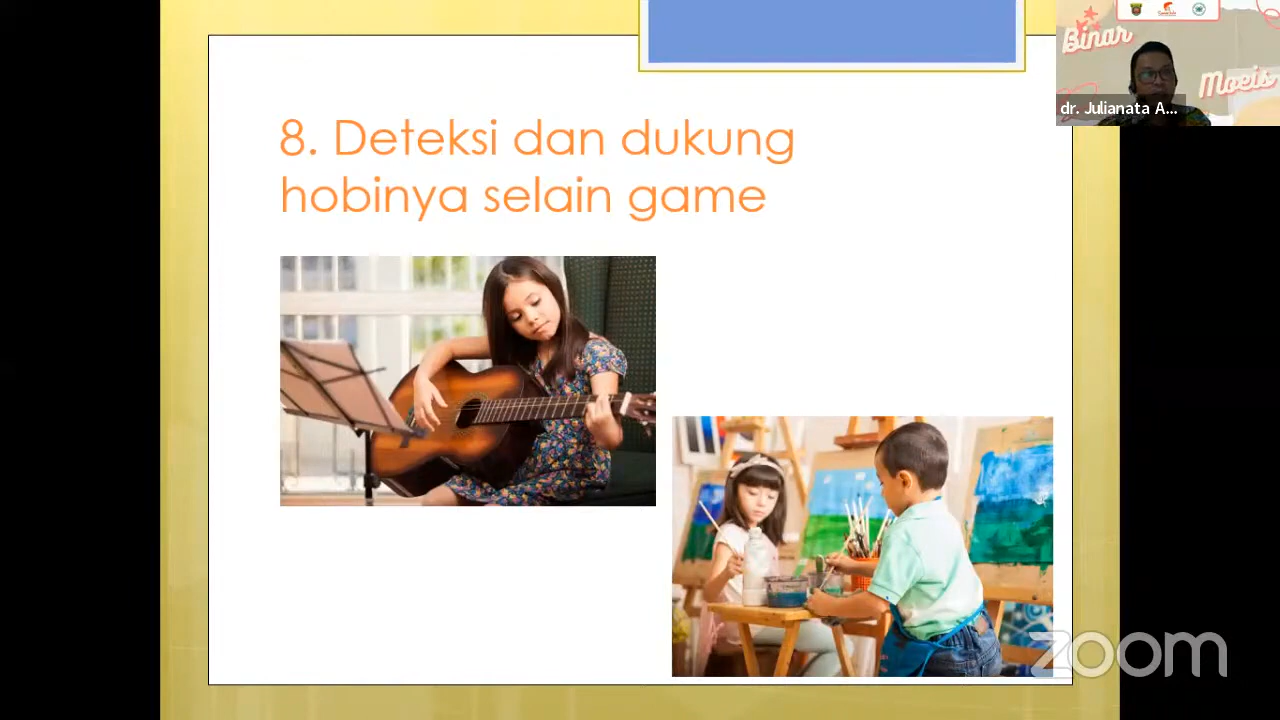 8. Deteksi dan dukung
hobinya selain game
Binar
Moeis
dr. Julianata A...
zoom